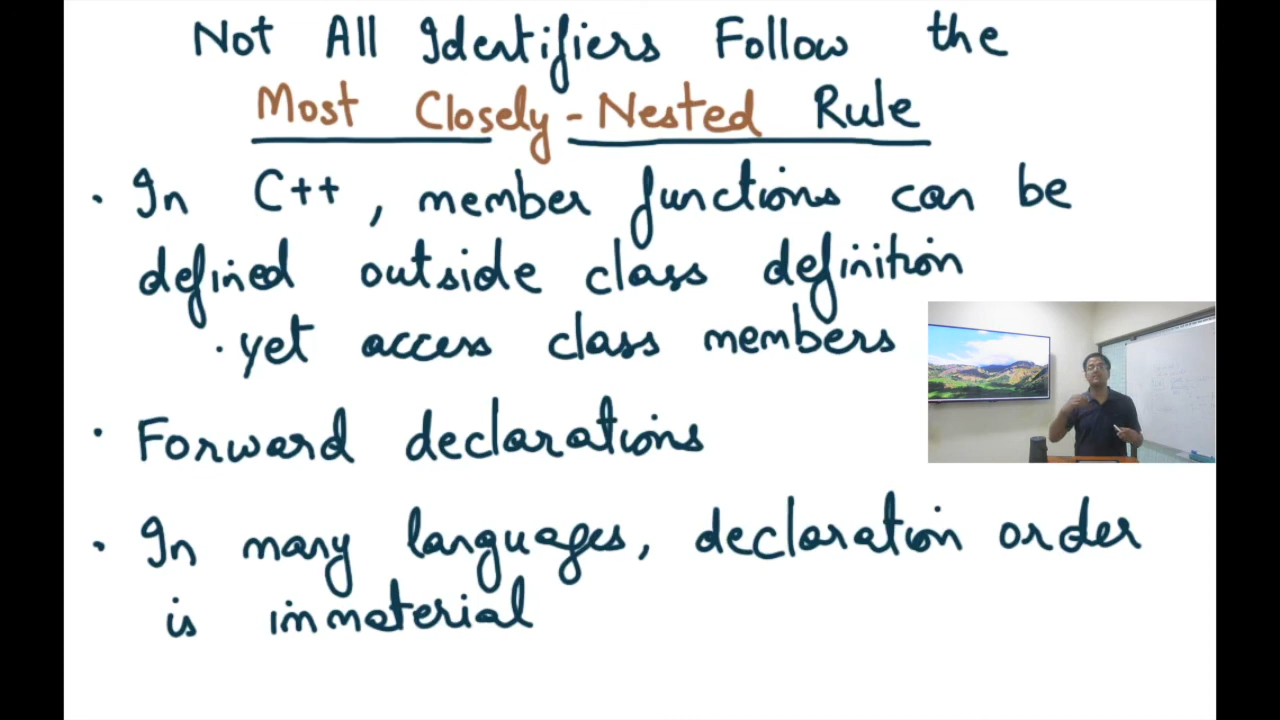 Not All Identifiers Follow the
Most Closely-Nested Rule
• In C++, member functions can be
defined outside class definition
• yet access class members
• Forward declarations
• In many languages, declaration order
is immaterial